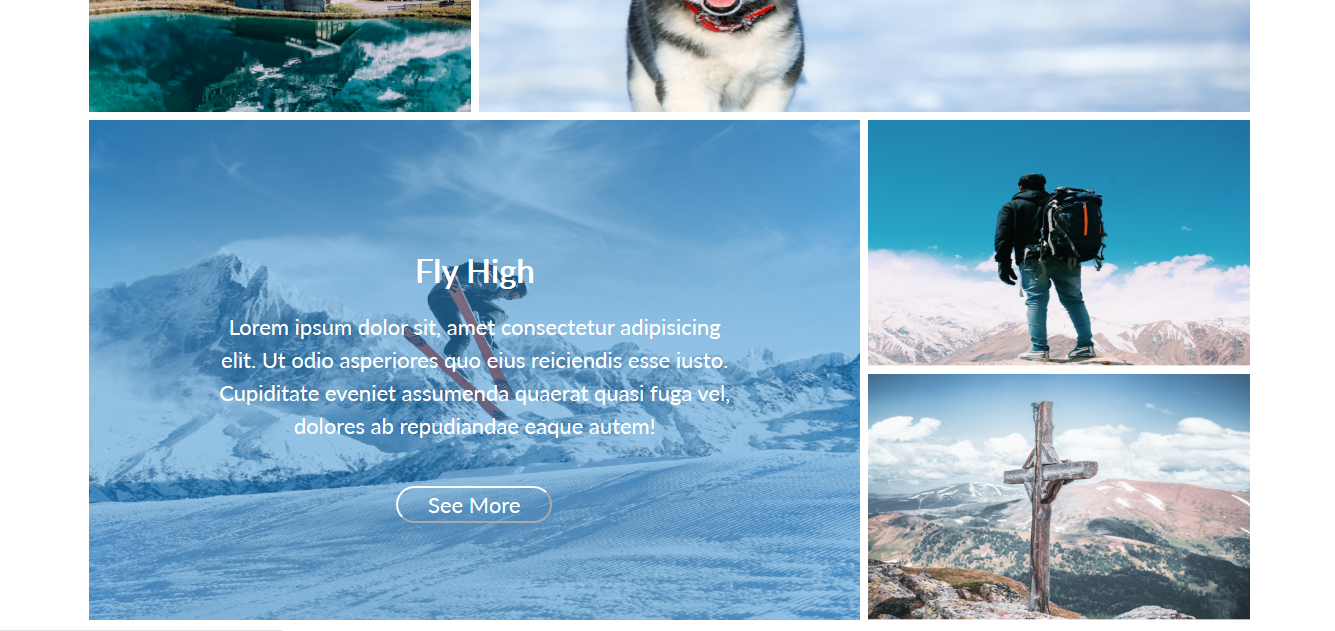 Fly High
Lorem ipsum dolor sit, amet consectetur adipisicing
elit. Ut odio asperiores quo eius reiciendis esse iusto.
Cupiditate eveniet assumenda quaerat quasi fuga vel,
dolores ab repudiandae eaque autem!
See More